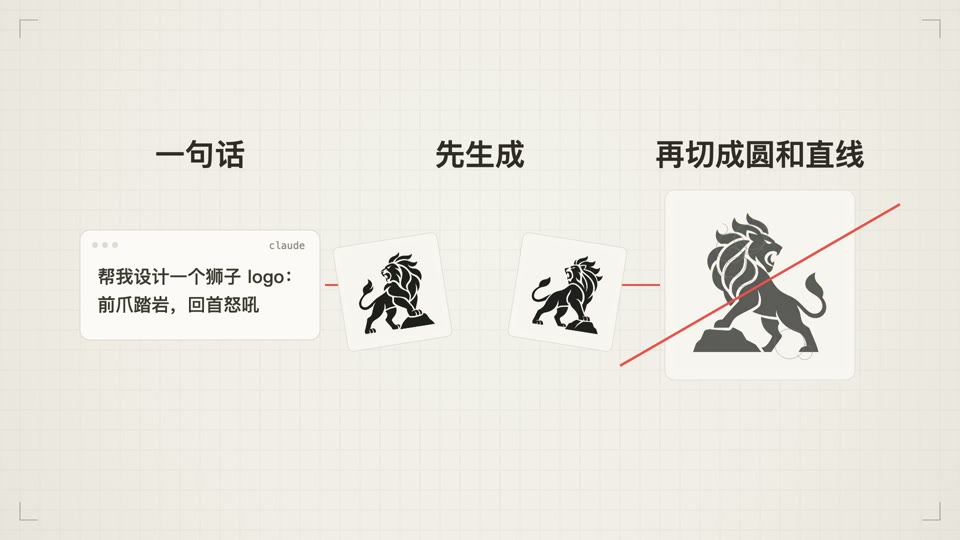 一句话
先生成
再切成圆和直线
claude
帮我设计一个狮子 logo：
前爪踏岩，回首怒吼